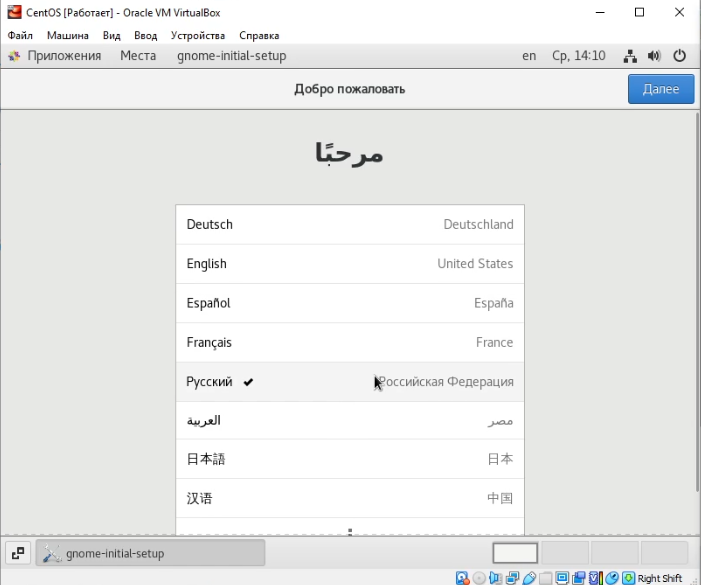 CentOS [Работает] - Oracle VM VirtualBox
Файл Машина Вид Ввод Устройства Справка
Приложения Места gnome-initial-setup en Ср, 14:10
Добро пожаловать Далее
مرحبًا
Deutsch Deutschland
English United States
Español España
Français France
Русский Российская Федерация
العربية مصر
日本語 日本
汉语 中国
gnome-initial-setup
Right Shift